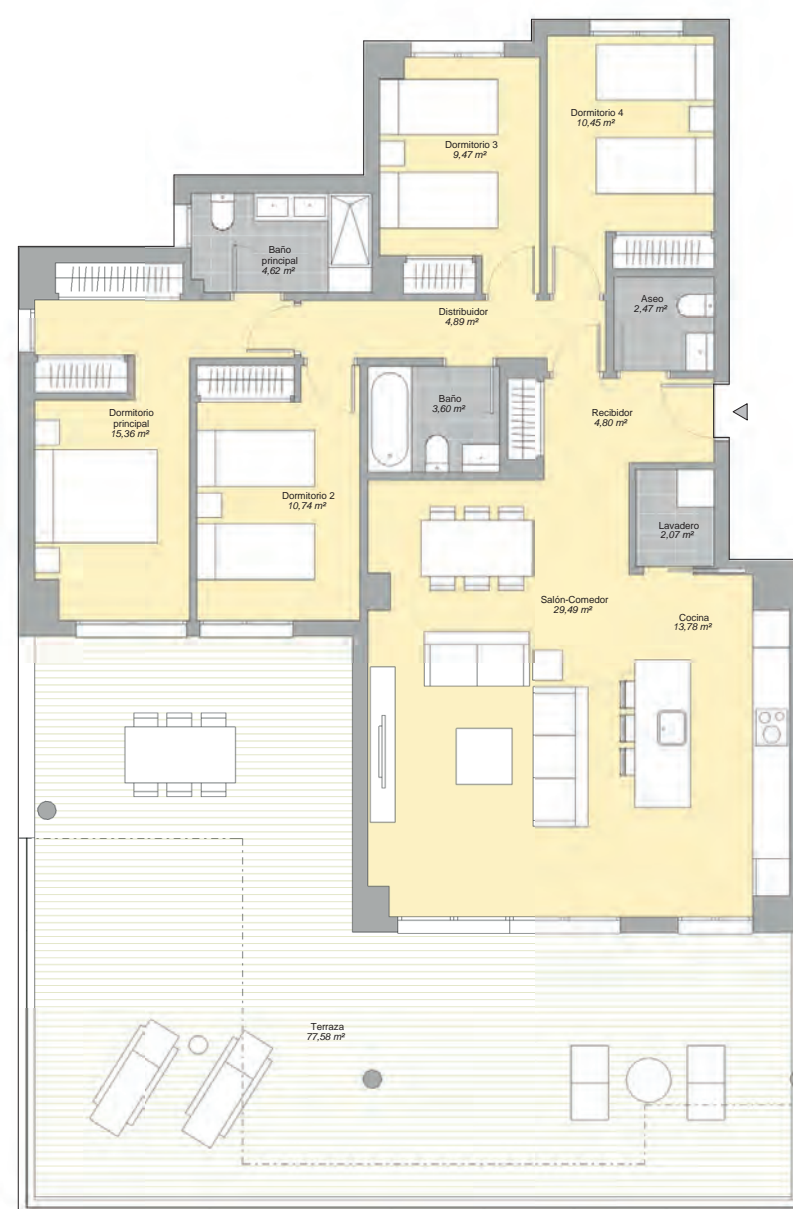 Dormitorio 4
10,45 m²
Dormitorio 3
9,47 m²
Baño
principal
4,62 m²
Aseo
2,47 m²
Distribuidor
4,89 m²
Baño
3,60 m²
Recibidor
4,80 m²
Dormitorio
principal
15,36 m²
Dormitorio 2
10,74 m²
Lavadero
2,07 m²
Salón-Comedor
29,49 m²
Cocina
13,78 m²
Terraza
77,58 m²